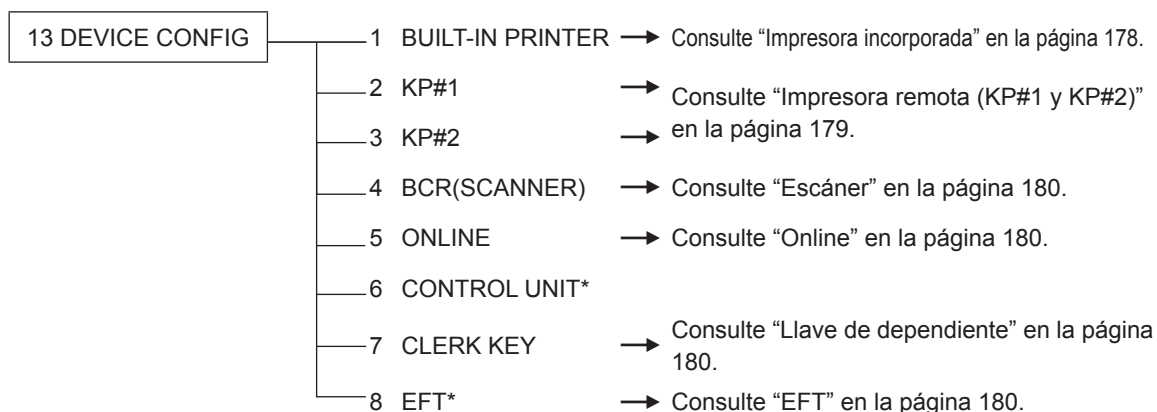 13 DEVICE CONFIG
1 BUILT-IN PRINTER → Consulte “Impresora incorporada” en la página 178.
2 KP#1 → Consulte “Impresora remota (KP#1 y KP#2)”
en la página 179.
3 KP#2 →
4 BCR(SCANNER) → Consulte “Escáner” en la página 180.
5 ONLINE → Consulte “Online” en la página 180.
6 CONTROL UNIT*
7 CLERK KEY → Consulte “Llave de dependiente” en la página
180.
8 EFT* → Consulte “EFT” en la página 180.